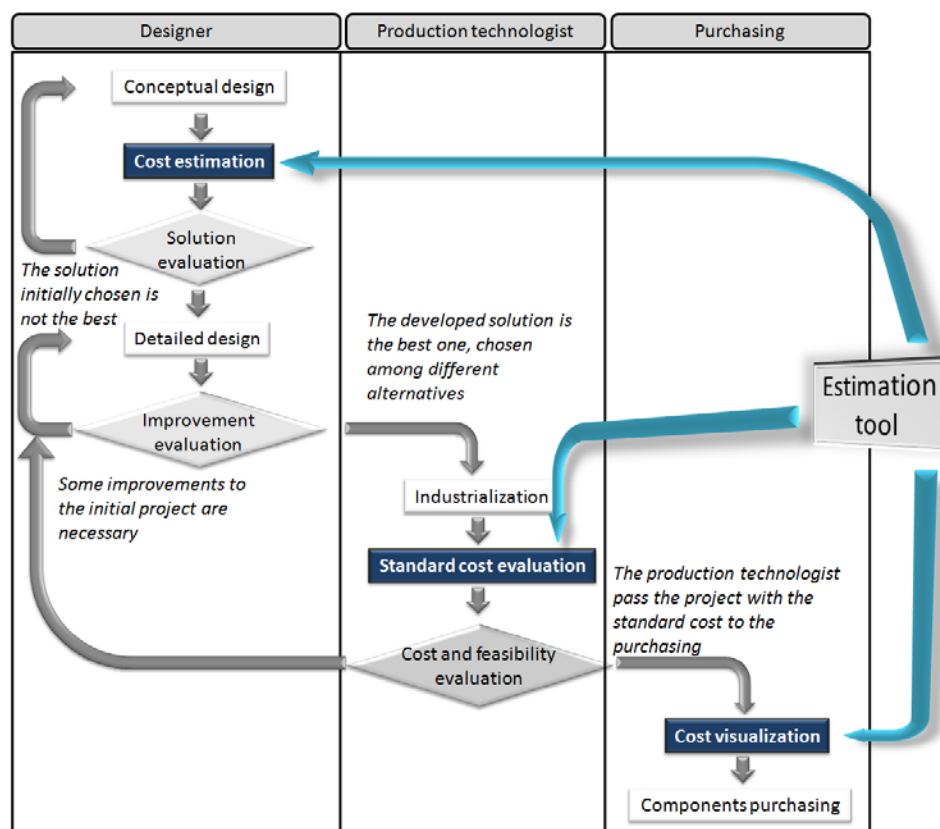 Designer
Production technologist
Purchasing
Conceptual design
Cost estimation
Solution
evaluation
The solution
initially chosen is
not the best
Detailed design
The developed solution is
the best one, chosen
among different
alternatives
Estimation
tool
Improvement
evaluation
Some improvements to
the initial project are
necessary
Industrialization
Standard cost evaluation
The production technologist
pass the project with the
standard cost to the
purchasing
Cost and feasibility
evaluation
Cost visualization
Components purchasing